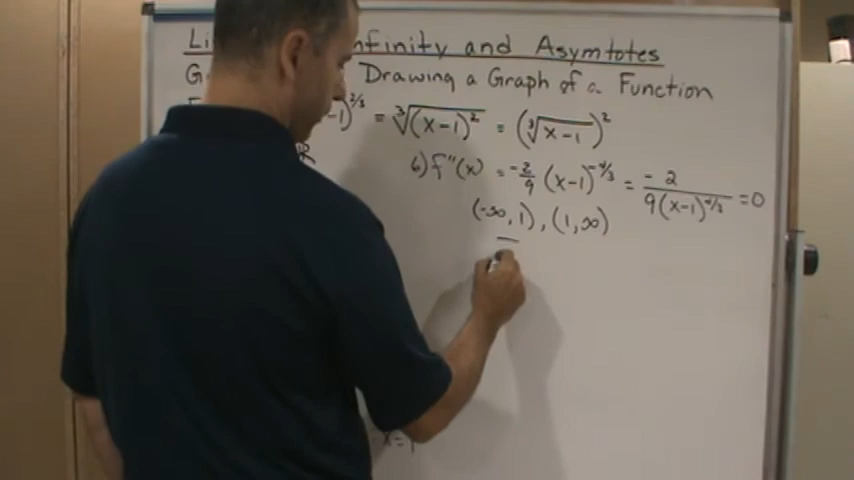 Li nfinity and Asymtotes
G Drawing a Graph of a Function
-1)^{2/3} = ∛(x-1)² = (∛x-1)²
R
6) f"(x) = -2/9 (x-1)^{-4/3} = -2/9(x-1)^{4/3} = 0
(-∞, 1), (1, ∞)
x=1